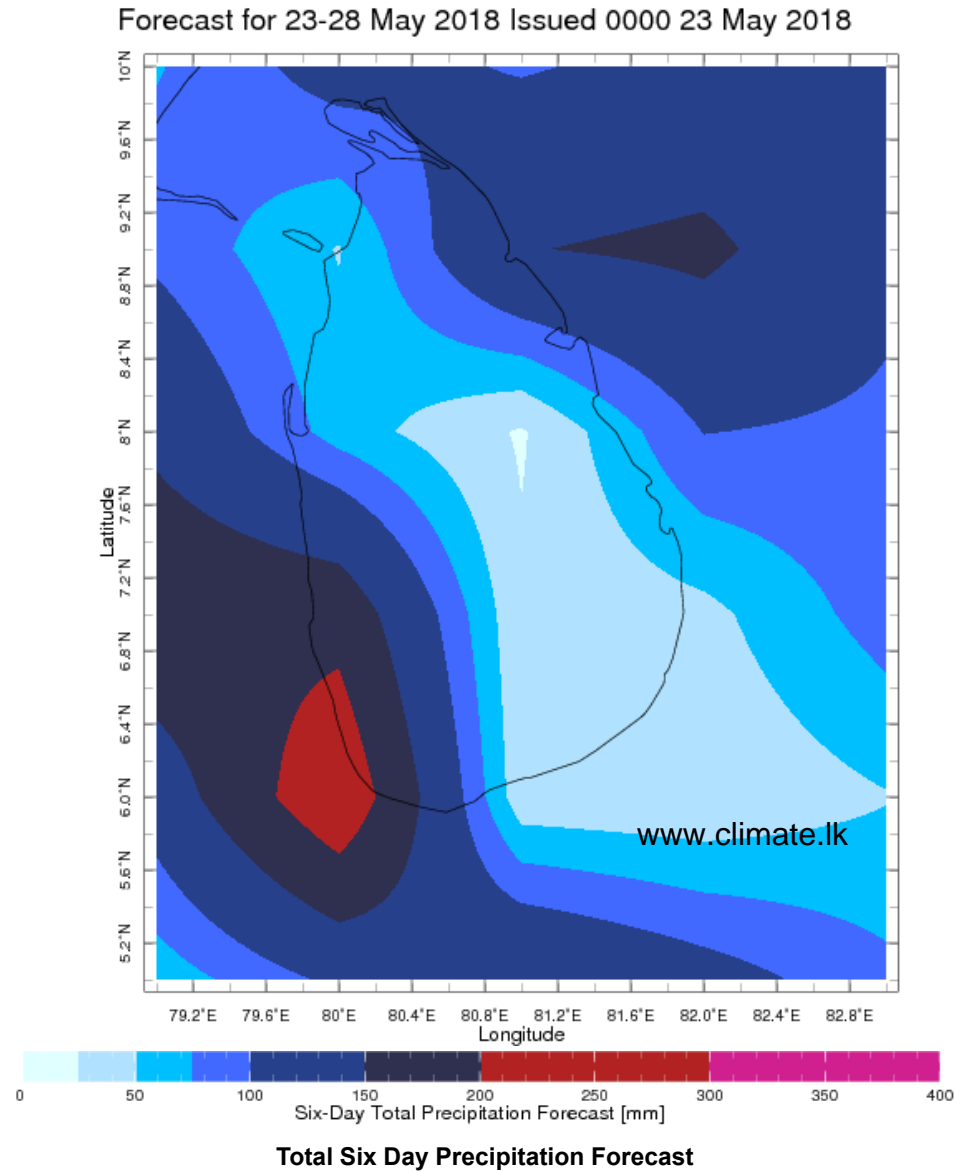 Forecast for 23-28 May 2018 Issued 0000 23 May 2018
10°N
9.6°N
9.2°N
8.8°N
8.4°N
8°N
7.6°N
7.2°N
6.8°N
6.4°N
6.0°N
5.6°N
5.2°N
Latitude
www.climate.lk
79.2°E 79.6°E 80°E 80.4°E 80.8°E 81.2°E 81.6°E 82.0°E 82.4°E 82.8°E
Longitude
0 50 100 150 200 250 300 350 400
Six-Day Total Precipitation Forecast [mm]
Total Six Day Precipitation Forecast